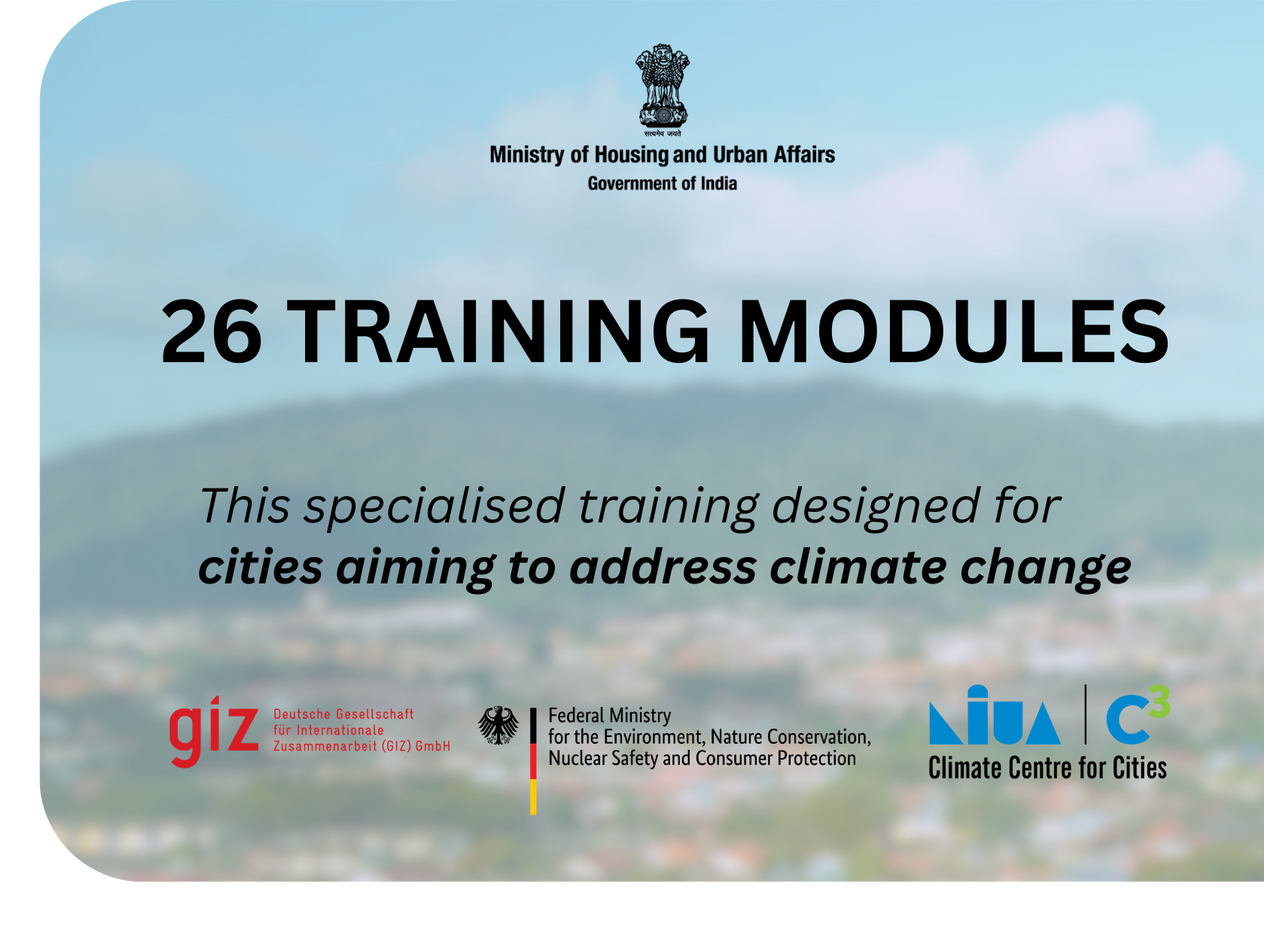 सत्यमेव जयते
Ministry of Housing and Urban Affairs
Government of India
26 TRAINING MODULES
This specialised training designed for
cities aiming to address climate change
giz
Deutsche Gesellschaft
für Internationale
Zusammenarbeit (GIZ) GmbH
Federal Ministry
for the Environment, Nature Conservation,
Nuclear Safety and Consumer Protection
NIUA | C3
Climate Centre for Cities